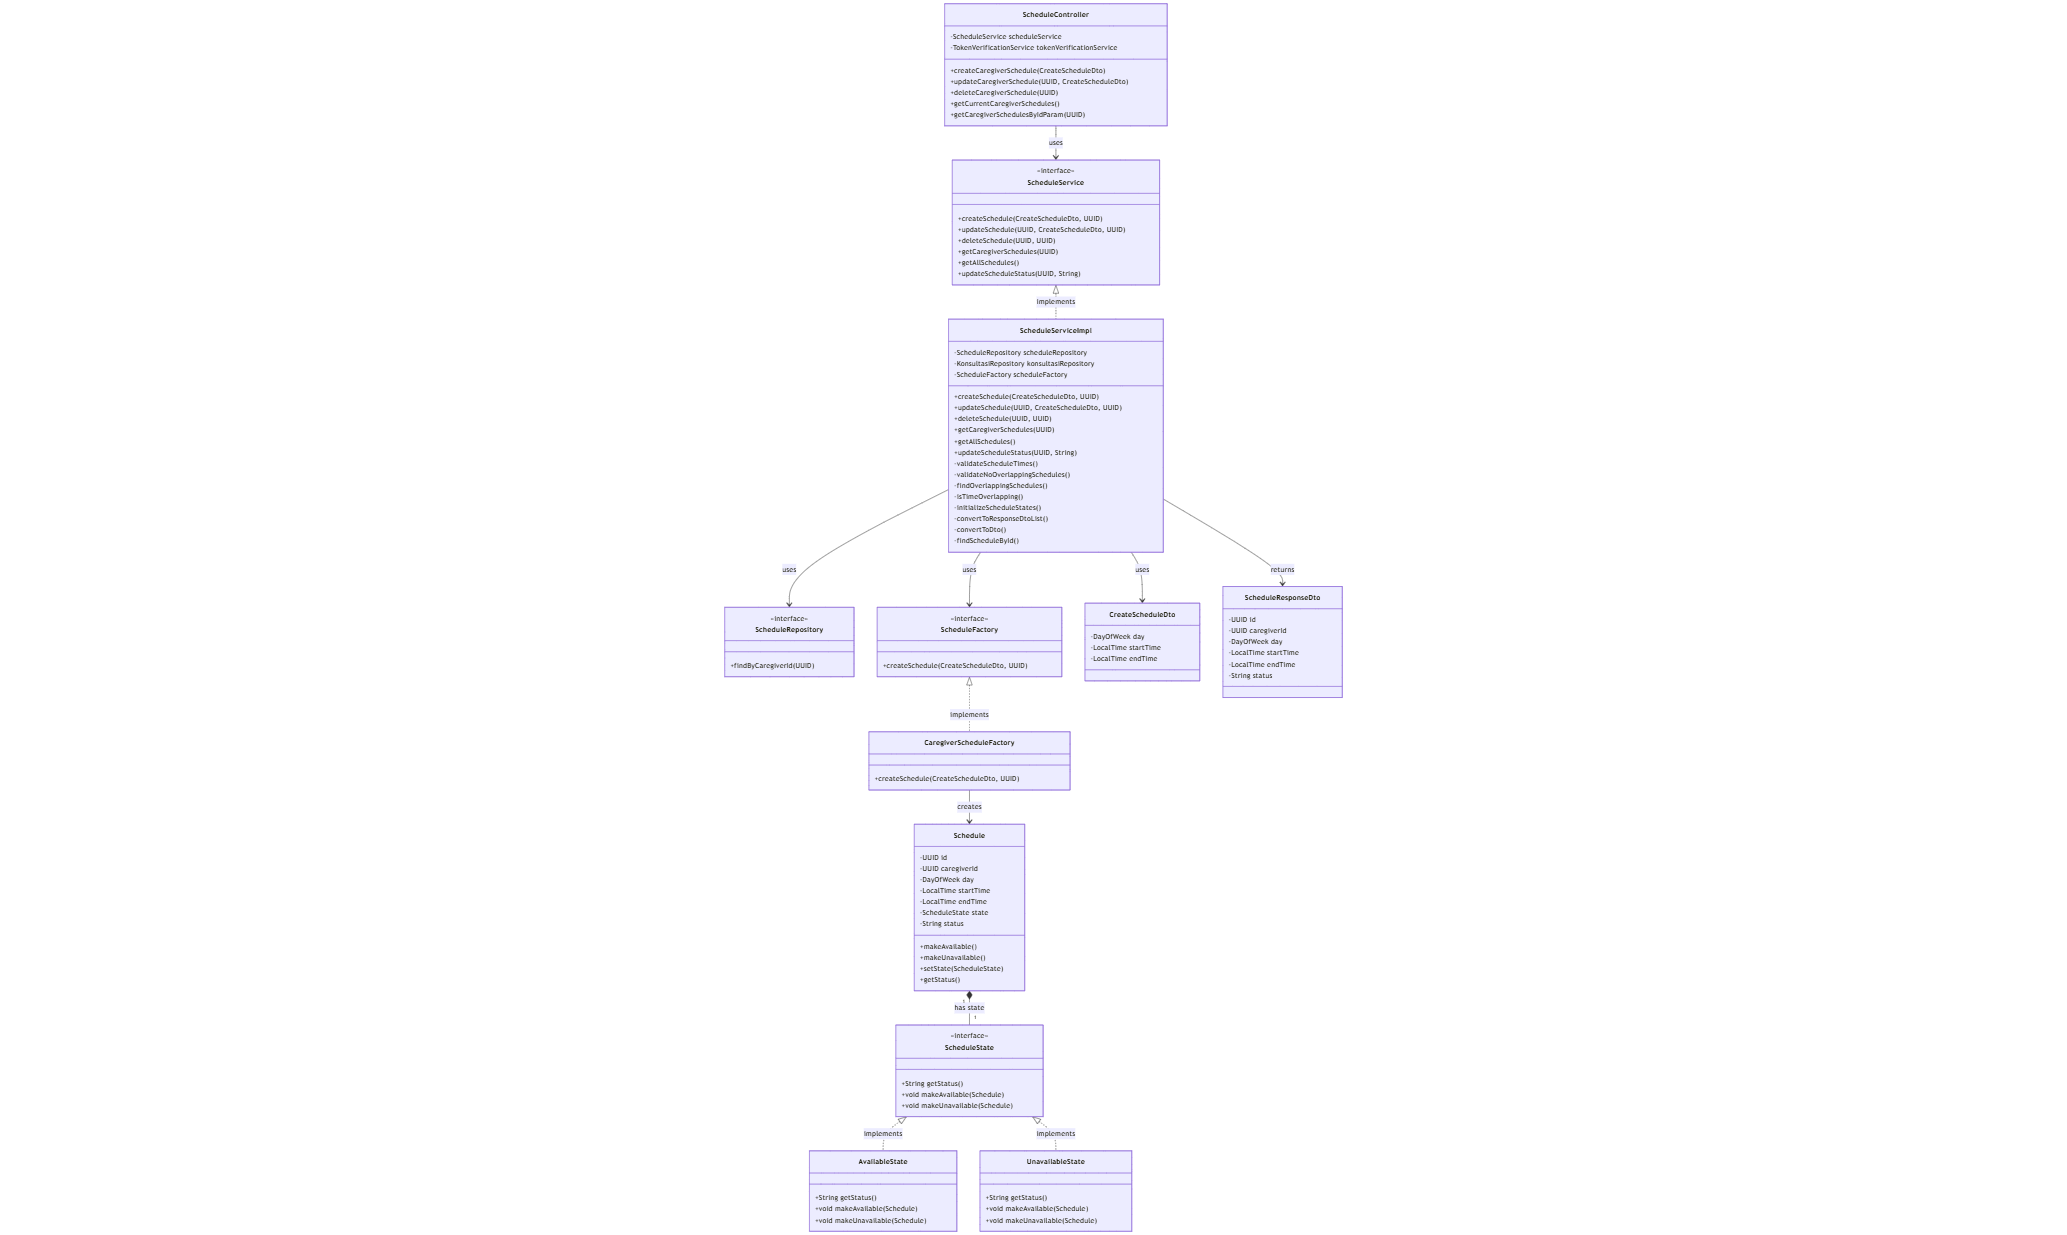 ScheduleController
-ScheduleService scheduleService
-TokenVerificationService tokenVerificationService
+createCaregiverSchedule(CreateScheduleDto)
+updateCaregiverSchedule(UUID, CreateScheduleDto)
+deleteCaregiverSchedule(UUID)
+getCurrentCaregiverSchedules()
+getCaregiverSchedulesByIdParam(UUID)
uses
«interface»
ScheduleService
+createSchedule(CreateScheduleDto, UUID)
+updateSchedule(UUID, CreateScheduleDto, UUID)
+deleteSchedule(UUID, UUID)
+getCaregiverSchedules(UUID)
+getAllSchedules()
+updateScheduleStatus(UUID, String)
implements
ScheduleServiceImpl
-ScheduleRepository scheduleRepository
-KonsultasiRepository konsultasiRepository
-ScheduleFactory scheduleFactory
+createSchedule(CreateScheduleDto, UUID)
+updateSchedule(UUID, CreateScheduleDto, UUID)
+deleteSchedule(UUID, UUID)
+getCaregiverSchedules(UUID)
+getAllSchedules()
+updateScheduleStatus(UUID, String)
-validateScheduleTimes()
-validateNoOverlappingSchedules()
-findOverlappingSchedules()
-isTimeOverlapping()
-initializeScheduleStates()
-convertToResponseDtoList()
-convertToDto()
-findScheduleById()
uses
uses
uses
returns
«interface»
ScheduleRepository
+findByCaregiverId(UUID)
«interface»
ScheduleFactory
+createSchedule(CreateScheduleDto, UUID)
CreateScheduleDto
-DayOfWeek day
-LocalTime startTime
-LocalTime endTime
ScheduleResponseDto
-UUID id
-UUID caregiverId
-DayOfWeek day
-LocalTime startTime
-LocalTime endTime
-String status
implements
CaregiverScheduleFactory
+createSchedule(CreateScheduleDto, UUID)
creates
Schedule
-UUID id
-UUID caregiverId
-DayOfWeek day
-LocalTime startTime
-LocalTime endTime
-ScheduleState state
-String status
+makeAvailable()
+makeUnavailable()
+setState(ScheduleState)
+getStatus()
1
has state
1
«interface»
ScheduleState
+String getStatus()
+void makeAvailable(Schedule)
+void makeUnavailable(Schedule)
implements
implements
AvailableState
+String getStatus()
+void makeAvailable(Schedule)
+void makeUnavailable(Schedule)
UnavailableState
+String getStatus()
+void makeAvailable(Schedule)
+void makeUnavailable(Schedule)